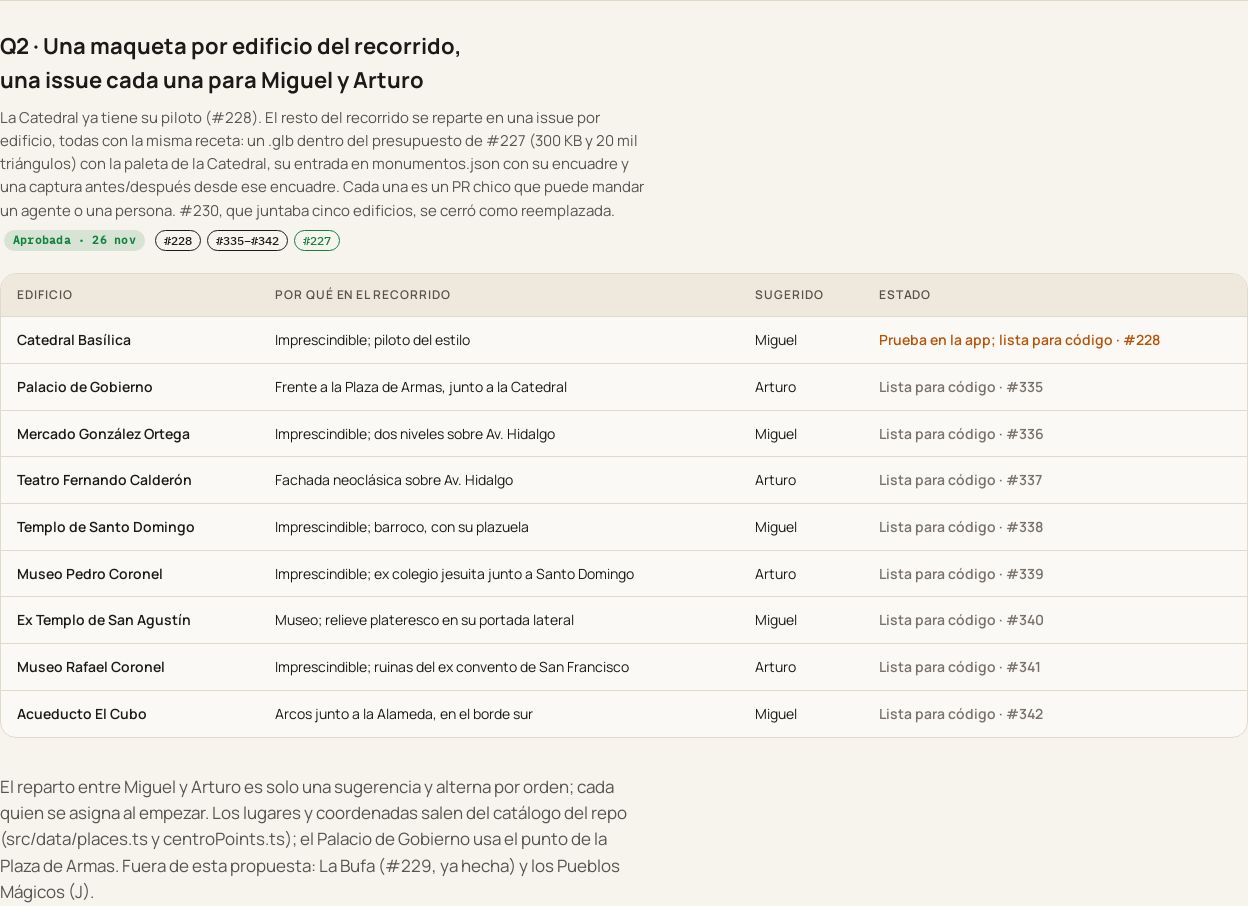 Q2 · Una maqueta por edificio del recorrido,
una issue cada una para Miguel y Arturo
La Catedral ya tiene su piloto (#228). El resto del recorrido se reparte en una issue por
edificio, todas con la misma receta: un .glb dentro del presupuesto de #227 (300 KB y 20 mil
triángulos) con la paleta de la Catedral, su entrada en monumentos.json con su encuadre y
una captura antes/después desde ese encuadre. Cada una es un PR chico que puede mandar
un agente o una persona. #230, que juntaba cinco edificios, se cerró como reemplazada.
Aprobada · 26 nov #228 #335–#342 #227
EDIFICIO POR QUÉ EN EL RECORRIDO SUGERIDO ESTADO
Catedral Basílica Imprescindible; piloto del estilo Miguel Prueba en la app; lista para código · #228
Palacio de Gobierno Frente a la Plaza de Armas, junto a la Catedral Arturo Lista para código · #335
Mercado González Ortega Imprescindible; dos niveles sobre Av. Hidalgo Miguel Lista para código · #336
Teatro Fernando Calderón Fachada neoclásica sobre Av. Hidalgo Arturo Lista para código · #337
Templo de Santo Domingo Imprescindible; barroco, con su plazuela Miguel Lista para código · #338
Museo Pedro Coronel Imprescindible; ex colegio jesuita junto a Santo Domingo Arturo Lista para código · #339
Ex Templo de San Agustín Museo; relieve plateresco en su portada lateral Miguel Lista para código · #340
Museo Rafael Coronel Imprescindible; ruinas del ex convento de San Francisco Arturo Lista para código · #341
Acueducto El Cubo Arcos junto a la Alameda, en el borde sur Miguel Lista para código · #342
El reparto entre Miguel y Arturo es solo una sugerencia y alterna por orden; cada
quien se asigna al empezar. Los lugares y coordenadas salen del catálogo del repo
(src/data/places.ts y centroPoints.ts); el Palacio de Gobierno usa el punto de la
Plaza de Armas. Fuera de esta propuesta: La Bufa (#229, ya hecha) y los Pueblos
Mágicos (J).